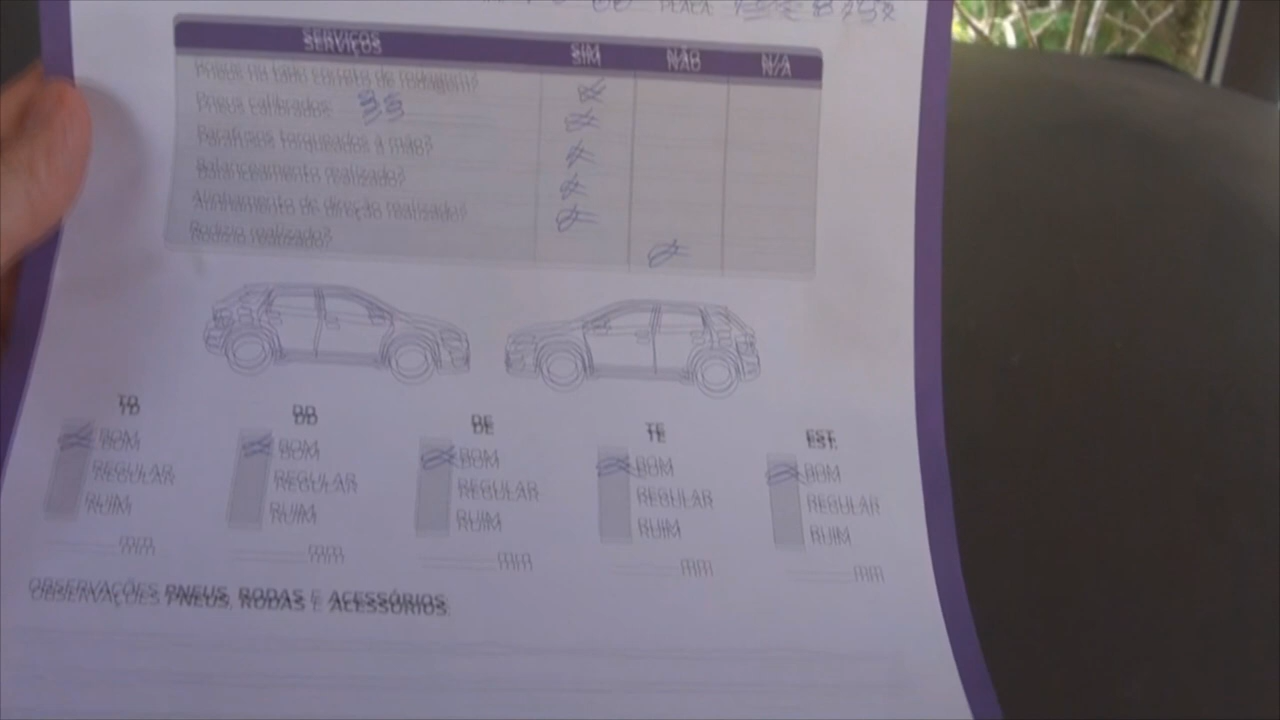 PLACA:
SERVIÇOS SIM NÃO N/A
Pneus no lado correto de rodagem?
Pneus calibrados: 33
Parafusos torqueados à mão?
Balanceamento realizado?
Alinhamento de direção realizado?
Rodízio realizado?
TD DD DE TE EST.
BOM BOM BOM BOM BOM
REGULAR REGULAR REGULAR REGULAR REGULAR
RUIM RUIM RUIM RUIM RUIM
mm mm mm mm mm
OBSERVAÇÕES PNEUS, RODAS E ACESSÓRIOS: